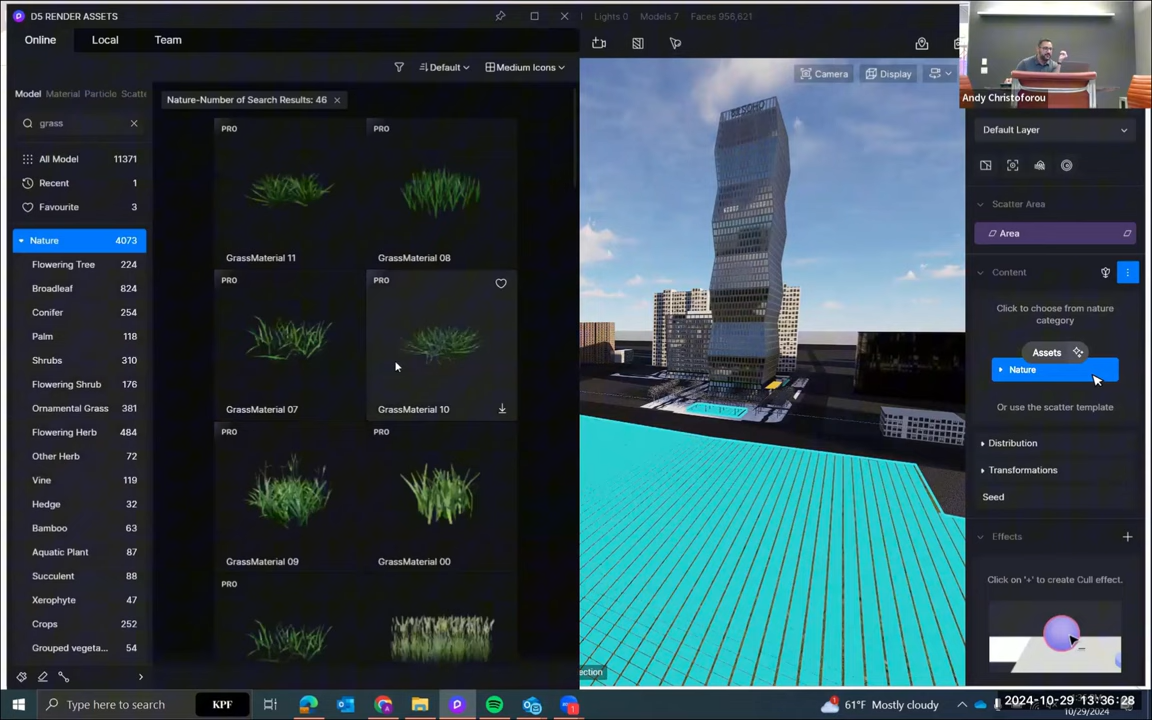 D5 RENDER ASSETS
Lights 0 Models 7 Faces 956,621
Online Local Team
Default Medium Icons
Camera Display
Andy Christoforou
Model Material Particle Scatt
Nature-Number of Search Results: 46
grass
Default Layer
All Model 11371
Recent 1
Favourite 3
Nature 4073
Flowering Tree 224
Broadleaf 824
Conifer 254
Palm 118
Shrubs 310
Flowering Shrub 176
Ornamental Grass 381
Flowering Herb 484
Other Herb 72
Vine 119
Hedge 32
Bamboo 63
Aquatic Plant 87
Succulent 88
Xerophyte 47
Crops 252
Grouped vegeta... 54
PRO PRO
GrassMaterial 11 GrassMaterial 08
PRO PRO
GrassMaterial 07 GrassMaterial 10
PRO PRO
GrassMaterial 09 GrassMaterial 00
PRO PRO
Scatter Area
Area
Content
Click to choose from nature
category
Assets
Nature
Or use the scatter template
Distribution
Transformations
Seed
Effects
Click on '+' to create Cull effect.
ection
Type here to search
KPF
61°F Mostly cloudy
2024-10-29 13:36:28
10/29/2024